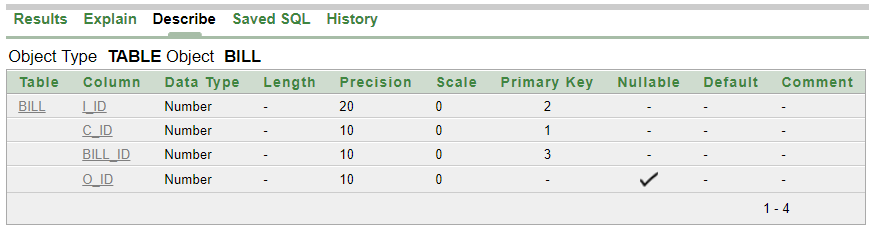 Results Explain Describe Saved SQL History
Object Type TABLE Object BILL
Table Column Data Type Length Precision Scale Primary Key Nullable Default Comment
BILL I_ID Number - 20 0 2 - - -
C_ID Number - 10 0 1 - - -
BILL_ID Number - 10 0 3 - - -
O_ID Number - 10 0 - ✓ - -
1 - 4